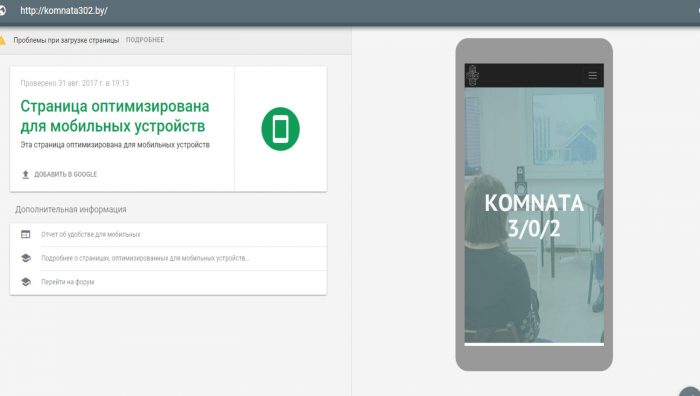 http://komnata302.by/
Проблемы при загрузке страницы ПОДРОБНЕЕ
Проверено 31 авг. 2017 г. в 19:13
Страница оптимизирована
для мобильных устройств
Эта страница оптимизирована для мобильных устройств
ДОБАВИТЬ В GOOGLE
Дополнительная информация
Отчет об удобстве для мобильных
Подробнее о страницах, оптимизированных для мобильных устройств...
Перейти на форум
KOMNATA
3/0/2